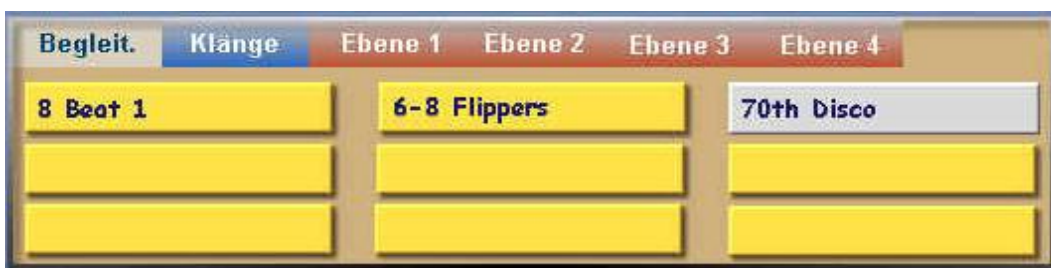 Begleit. Klänge Ebene 1 Ebene 2 Ebene 3 Ebene 4
8 Beat 1 6-8 Flippers 70th Disco